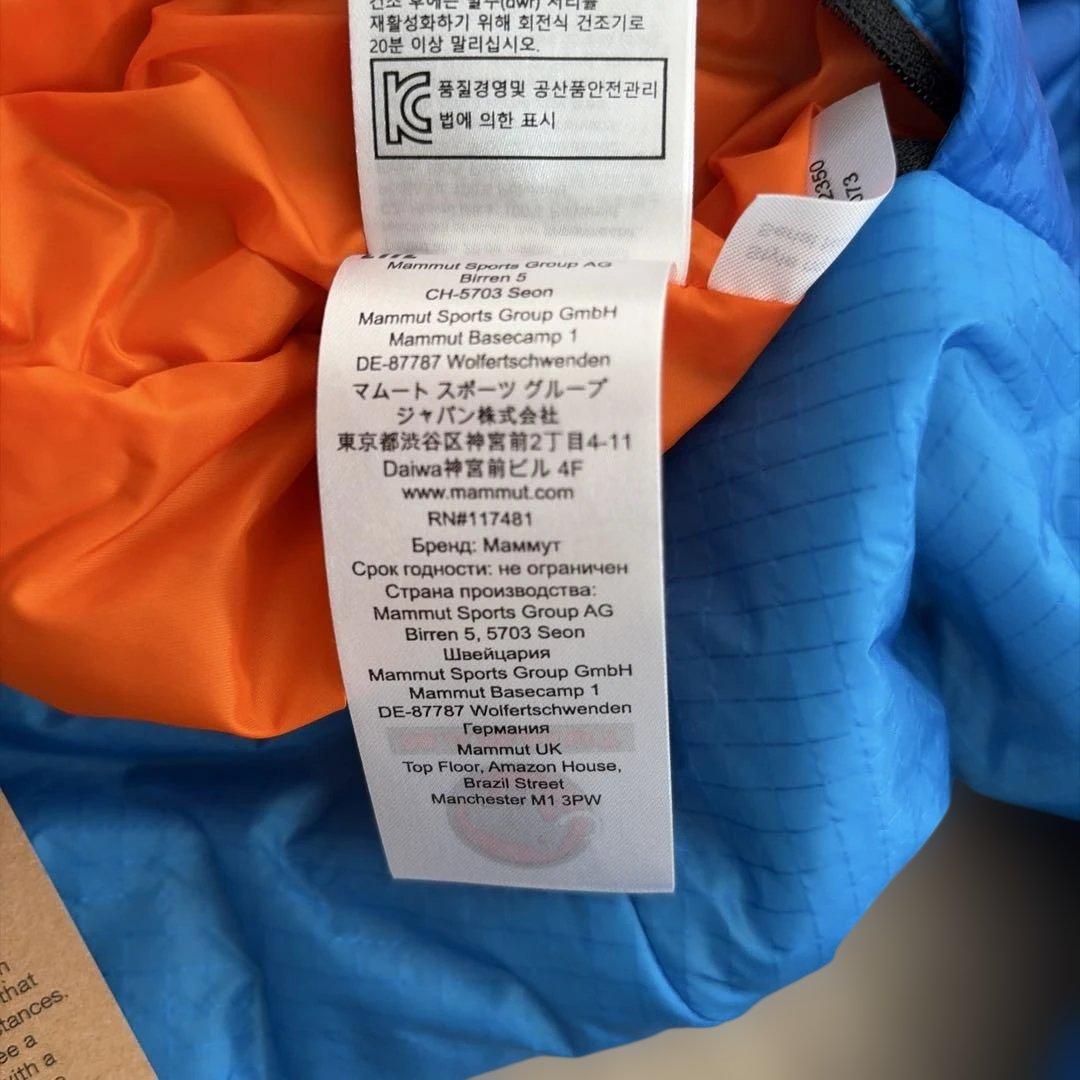 건조 후에는 발수(dwr) 처리를
재활성화하기 위해 회전식 건조기로
20분 이상 말리십시오.
품질경영및 공산품안전관리
법에 의한 표시
Mammut Sports Group AG
Birren 5
CH-5703 Seon
Mammut Sports Group GmbH
Mammut Basecamp 1
DE-87787 Wolfertschwenden
マムート スポーツ グループ
ジャパン株式会社
東京都渋谷区神宮前2丁目4-11
Daiwa神宮前ビル 4F
www.mammut.com
RN#117481
Бренд: Маммут
Срок годности: не ограничен
Страна производства:
Mammut Sports Group AG
Birren 5, 5703 Seon
Швейцария
Mammut Sports Group GmbH
Mammut Basecamp 1
DE-87787 Wolfertschwenden
Германия
Mammut UK
Top Floor, Amazon House,
Brazil Street
Manchester M1 3PW
2350
073
that
ee a
with a